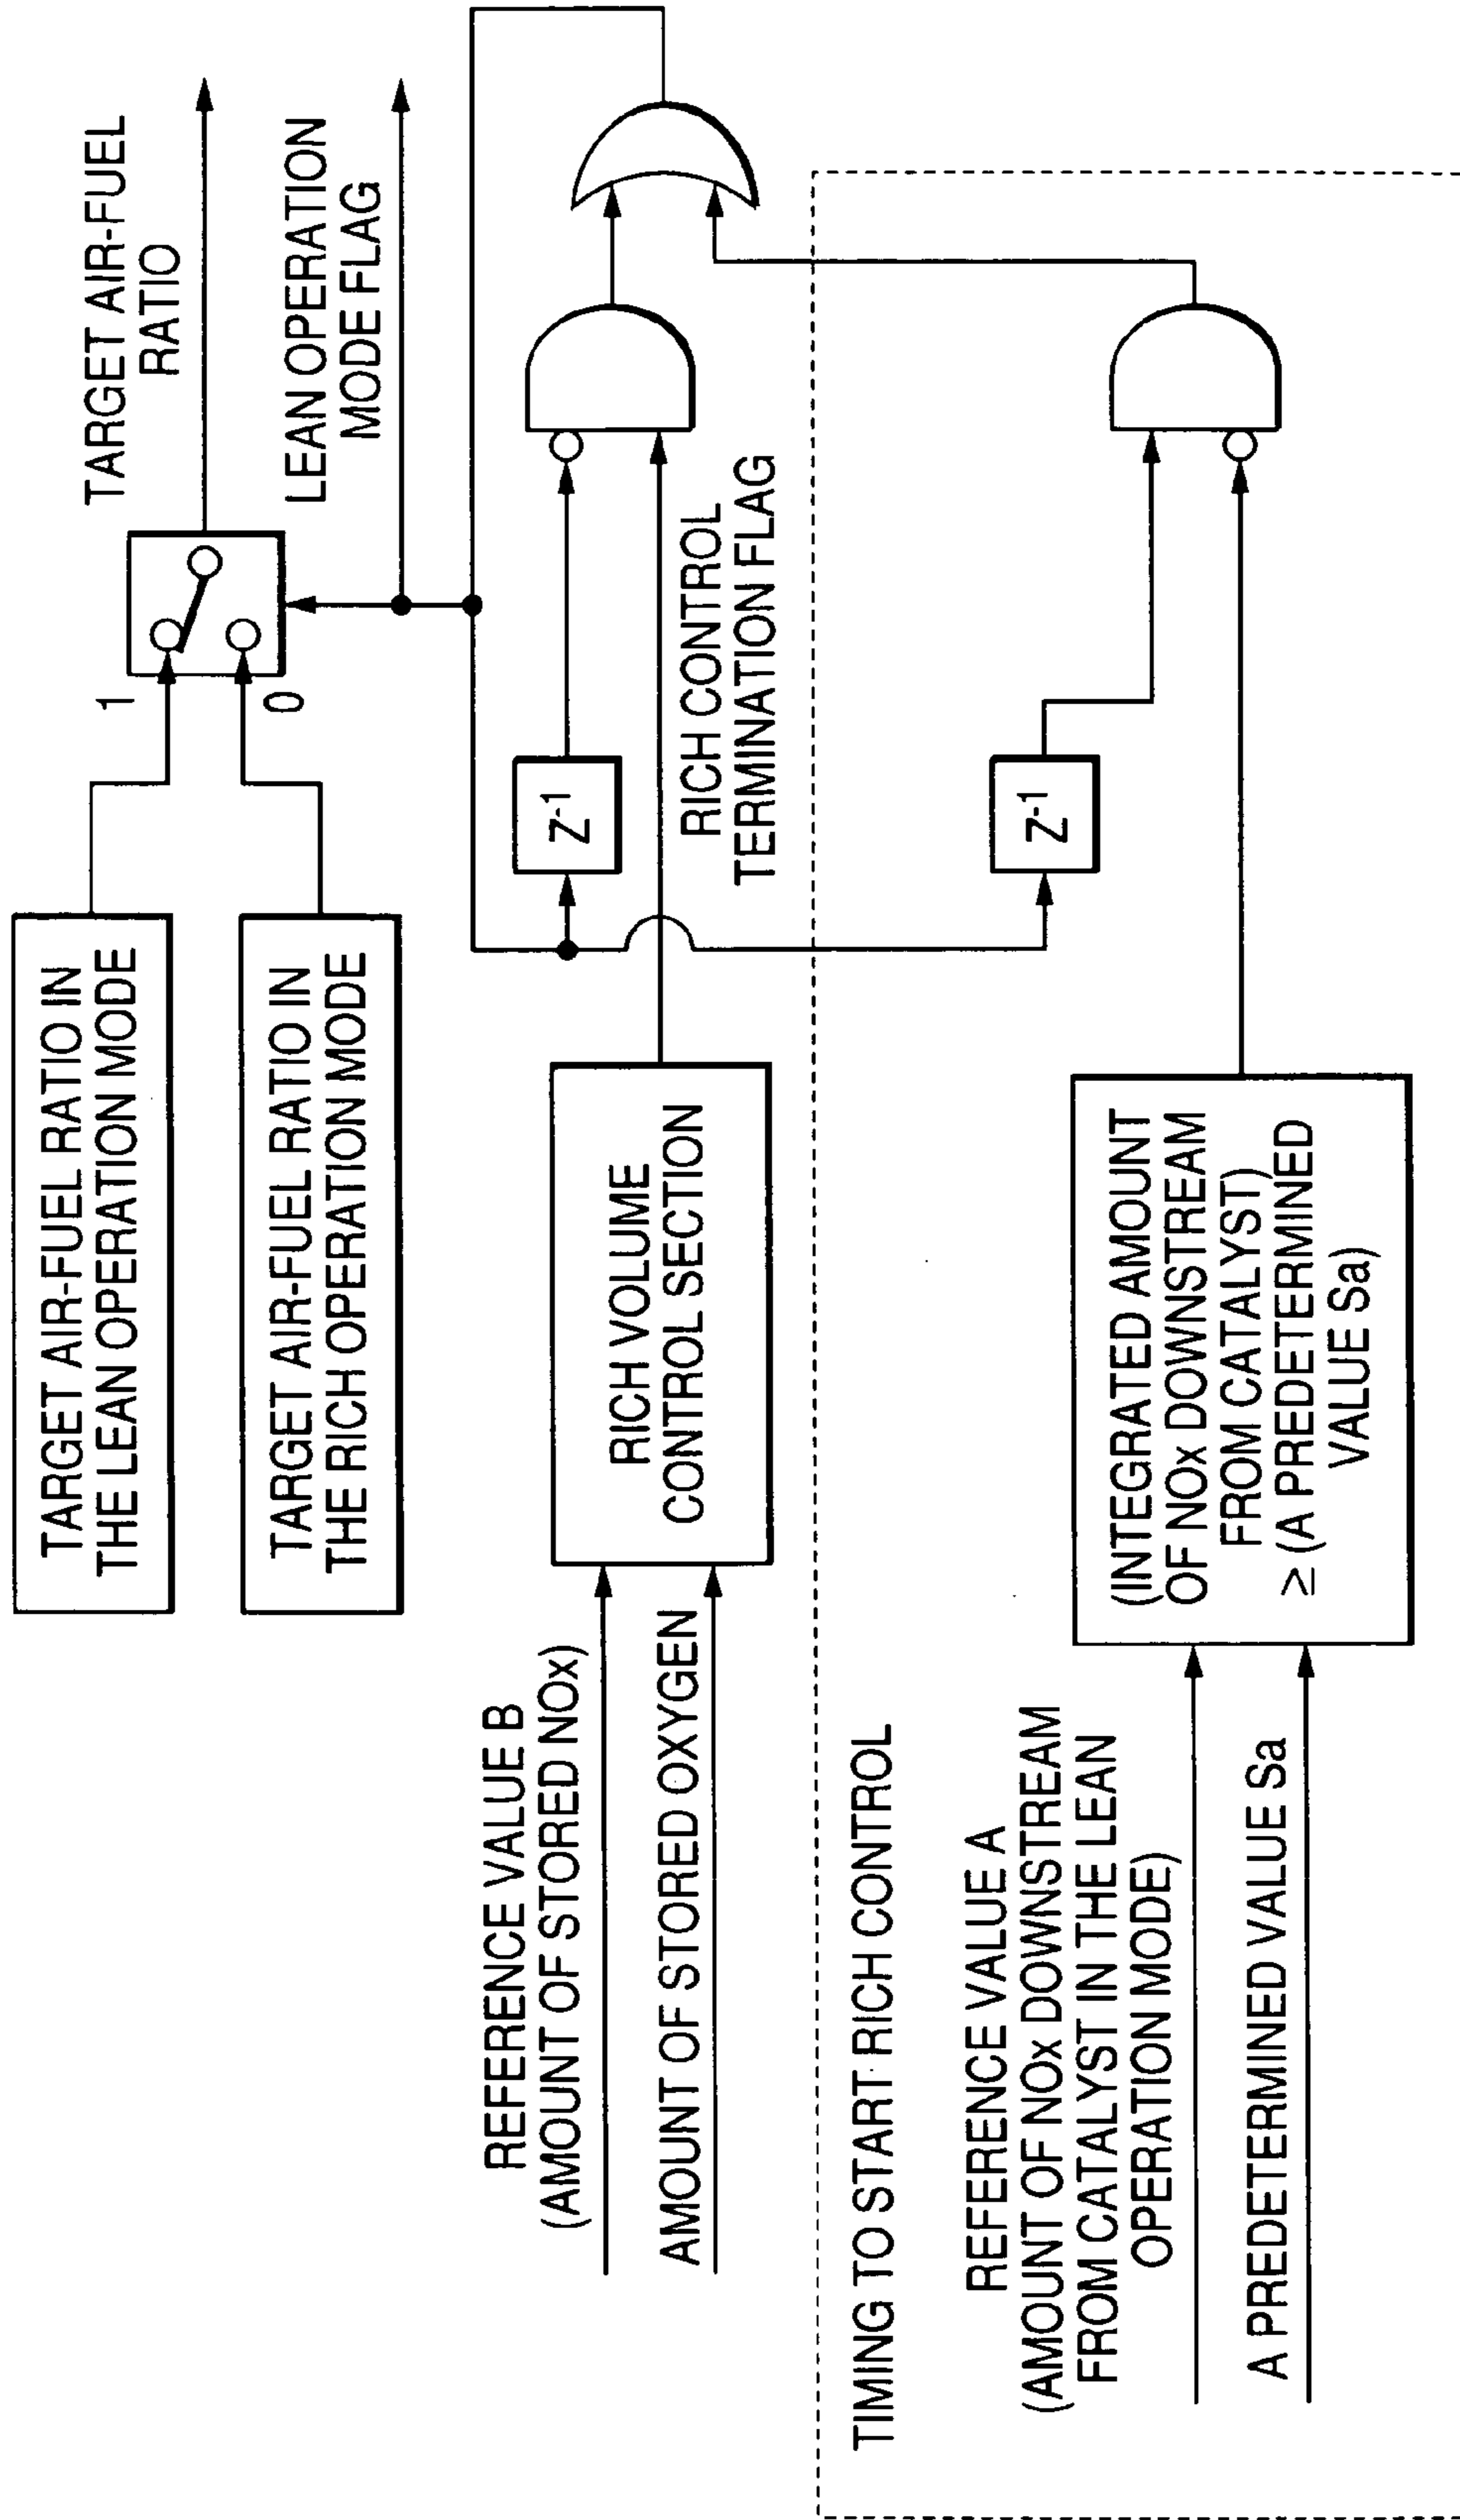 TARGET AIR-FUEL RATIO IN
THE LEAN OPERATION MODE
1
TARGET AIR-FUEL
RATIO
TARGET AIR-FUEL RATIO IN
THE RICH OPERATION MODE
0
LEAN OPERATION
MODE FLAG
REFERENCE VALUE B
(AMOUNT OF STORED NOx)
AMOUNT OF STORED OXYGEN
RICH VOLUME
CONTROL SECTION
Z-1
RICH CONTROL
TERMINATION FLAG
TIMING TO START RICH CONTROL
REFERENCE VALUE A
(AMOUNT OF NOx DOWNSTREAM
FROM CATALYST IN THE LEAN
OPERATION MODE)
A PREDETERMINED VALUE Sa
(INTEGRATED AMOUNT
OF NOx DOWNSTREAM
FROM CATALYST)
≥ (A PREDETERMINED
VALUE Sa)
Z-1